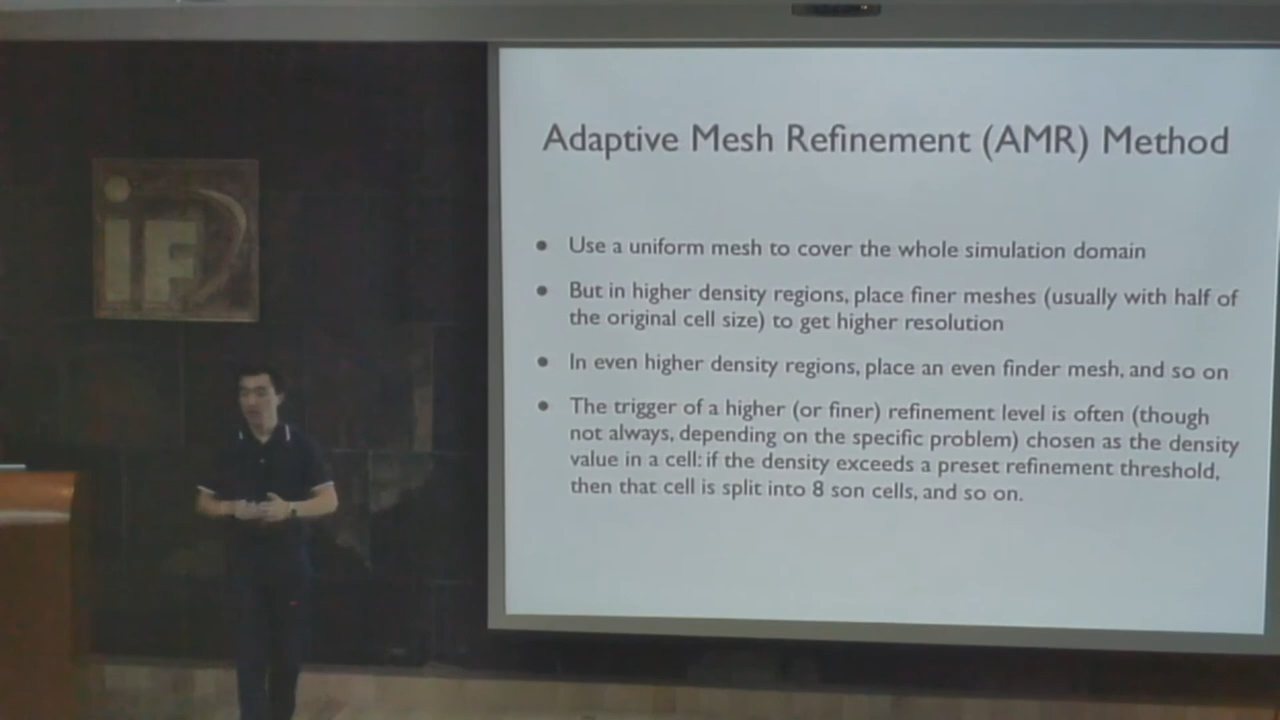 iF
Adaptive Mesh Refinement (AMR) Method
• Use a uniform mesh to cover the whole simulation domain
• But in higher density regions, place finer meshes (usually with half of
the original cell size) to get higher resolution
• In even higher density regions, place an even finder mesh, and so on
• The trigger of a higher (or finer) refinement level is often (though
not always, depending on the specific problem) chosen as the density
value in a cell: if the density exceeds a preset refinement threshold,
then that cell is split into 8 son cells, and so on.